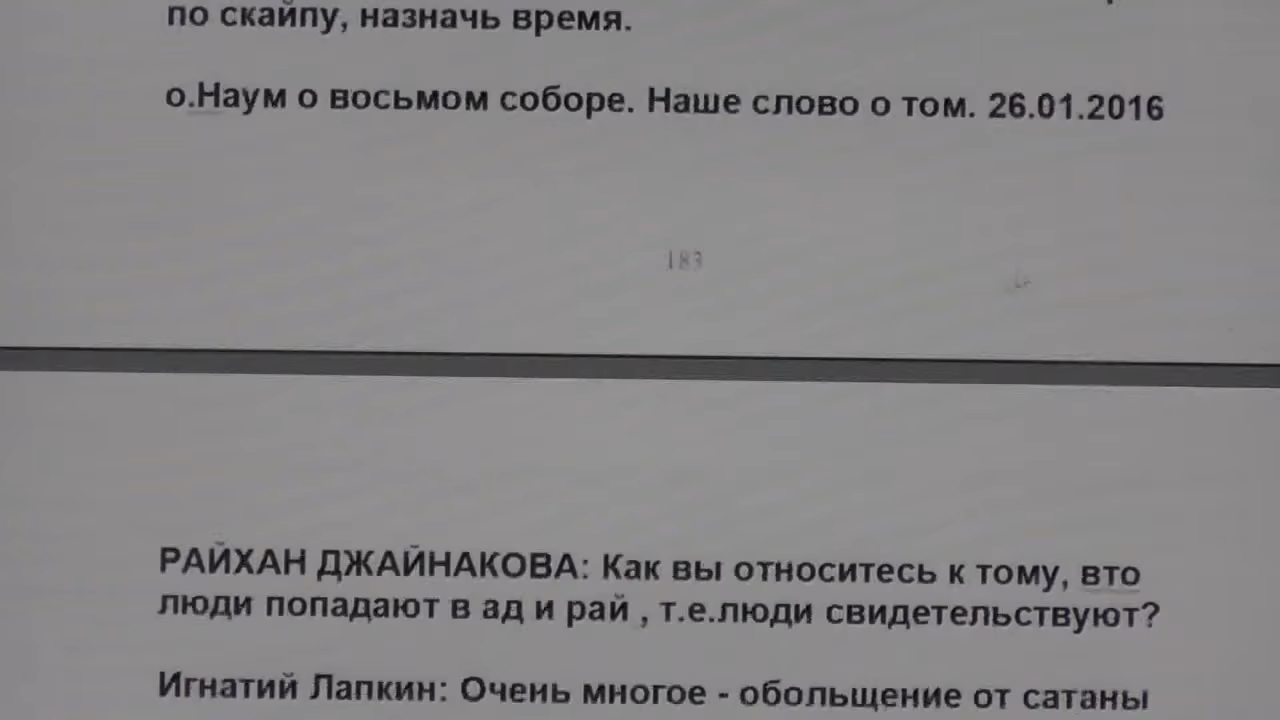 по скайпу, назначь время.
о.Наум о восьмом соборе. Наше слово о том. 26.01.2016
183
РАЙХАН ДЖАЙНАКОВА: Как вы относитесь к тому, вто
люди попадают в ад и рай , т.е.люди свидетельствуют?
Игнатий Лапкин: Очень многое - обольщение от сатаны